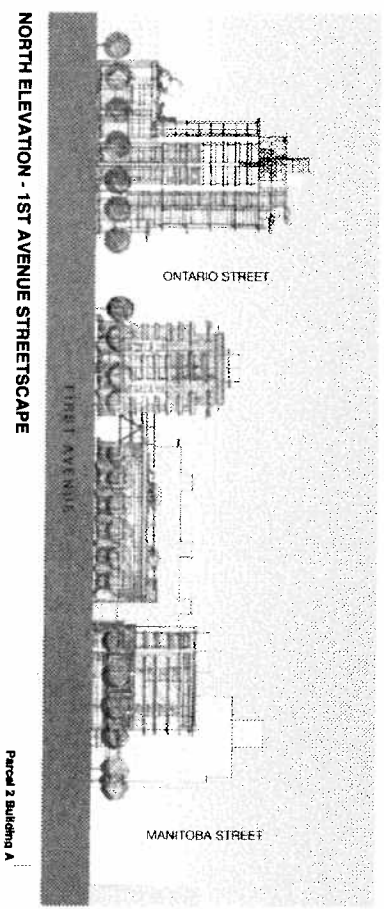 ONTARIO STREET
MANITOBA STREET
FIRST AVENUE
NORTH ELEVATION - 1ST AVENUE STREETSCAPE
Parcel 2 Building A